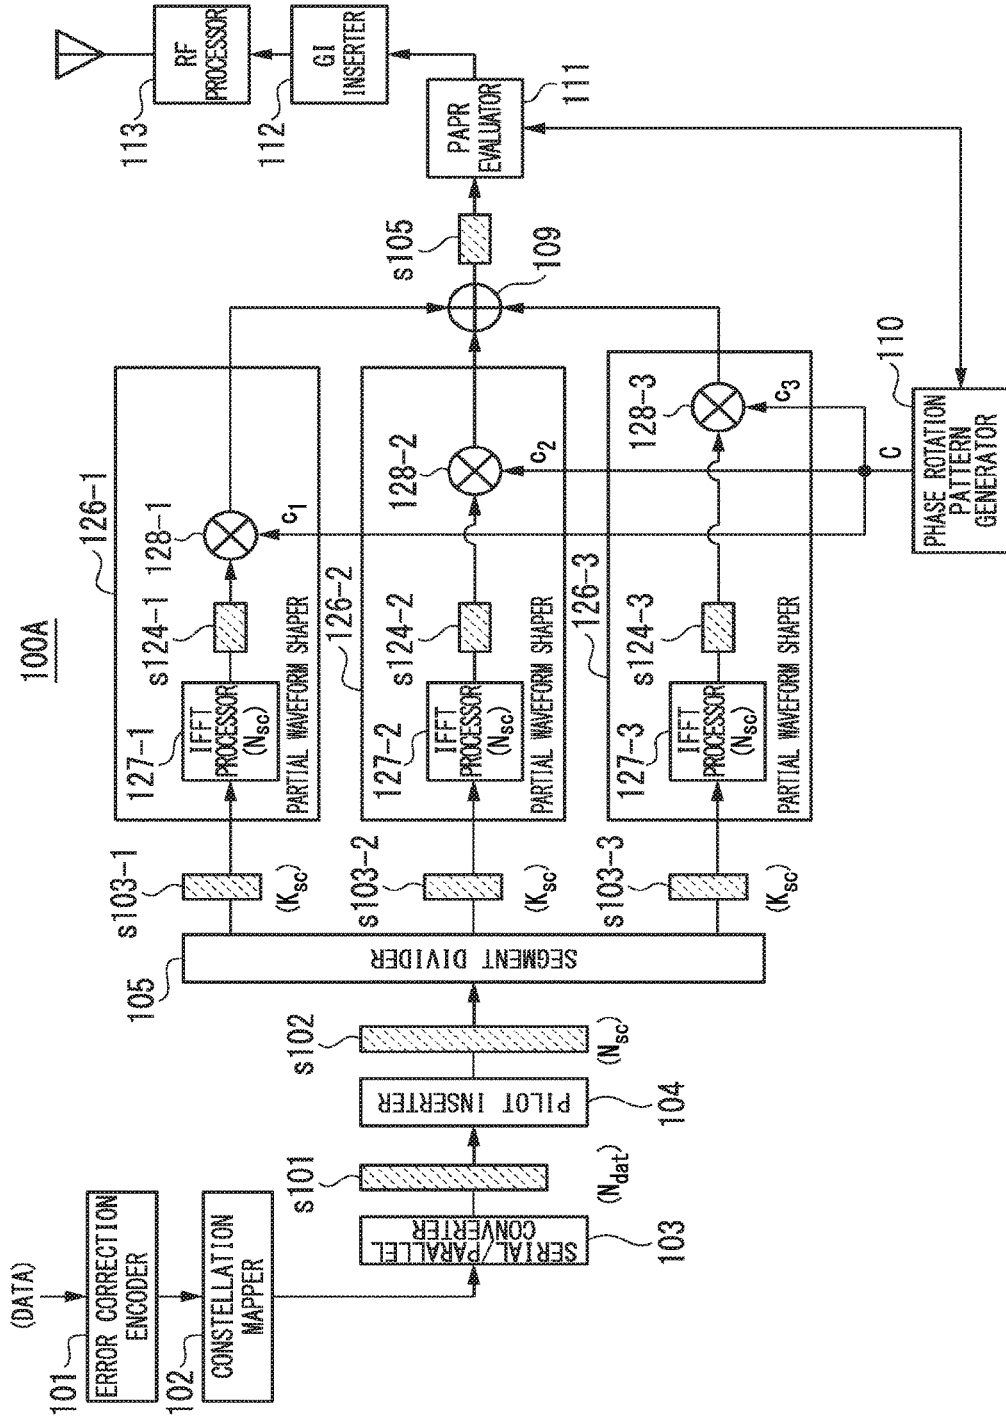 100A
(DATA)
101
ERROR CORRECTION
ENCODER
102
CONSTELLATION
MAPPER
SERIAL/PARALLEL
CONVERTER
103
s101
(Ndat)
PILOT INSERTER
104
s102
(Nsc)
105
SEGMENT DIVIDER
s103-1
(Ksc)
s103-2
(Ksc)
s103-3
(Ksc)
126-1
127-1
IFFT
PROCESSOR
(Nsc)
s124-1
128-1
c1
PARTIAL WAVEFORM SHAPER
126-2
127-2
IFFT
PROCESSOR
(Nsc)
s124-2
128-2
c2
PARTIAL WAVEFORM SHAPER
126-3
127-3
IFFT
PROCESSOR
(Nsc)
s124-3
128-3
c3
PARTIAL WAVEFORM SHAPER
109
s105
C
110
PHASE ROTATION
PATTERN
GENERATOR
PAPR
EVALUATOR
111
112
GI
INSERTER
113
RF
PROCESSOR